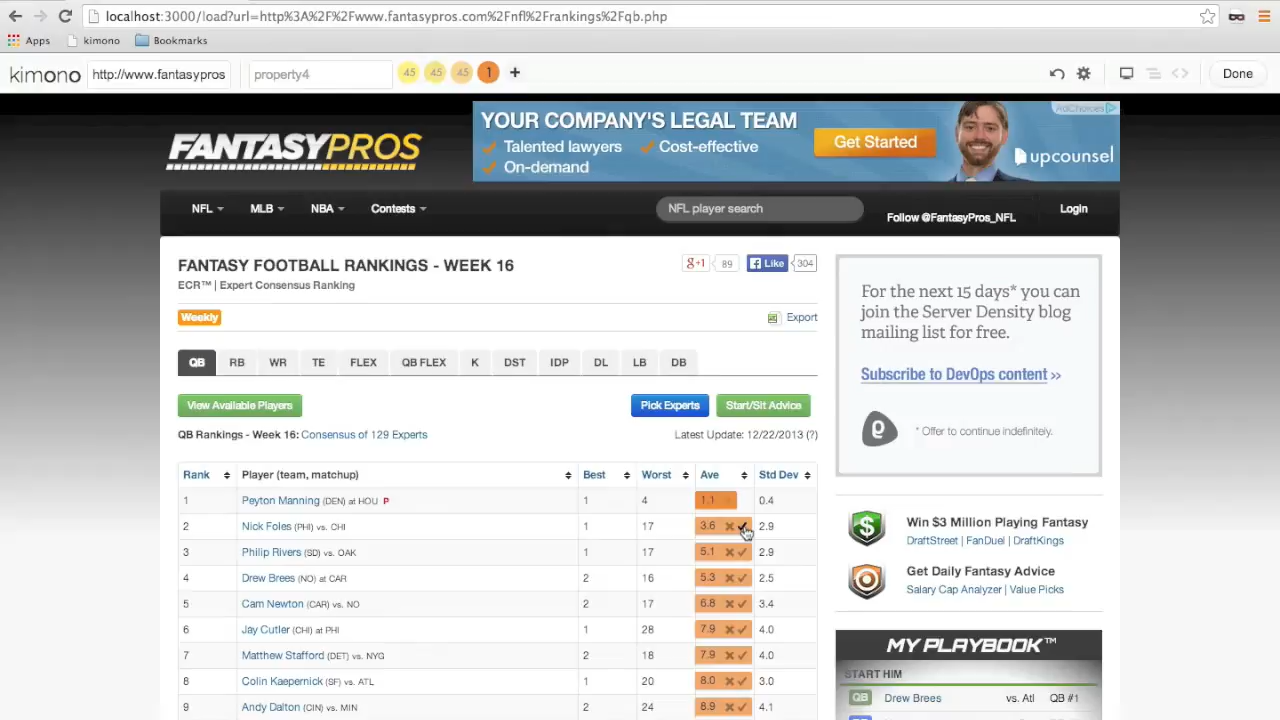 localhost:3000/load?url=http%3A%2F%2Fwww.fantasypros.com%2Fnfl%2Frankings%2Fqb.php
Apps kimono Bookmarks
kimono http://www.fantasypros property4 45 45 45 1 + Done
AdChoices
YOUR COMPANY'S LEGAL TEAM
Talented lawyers Cost-effective
On-demand
Get Started
upcounsel
FANTASYPROS
NFL MLB NBA Contests NFL player search Follow @FantasyPros_NFL Login
FANTASY FOOTBALL RANKINGS - WEEK 16
ECR™ | Expert Consensus Ranking
g+1 89 Like 304
Weekly Export
QB RB WR TE FLEX QB FLEX K DST IDP DL LB DB
View Available Players Pick Experts Start/Sit Advice
QB Rankings - Week 16: Consensus of 129 Experts Latest Update: 12/22/2013 (?)
Rank Player (team, matchup) Best Worst Ave Std Dev
1 Peyton Manning (DEN) at HOU P 1 4 1.1 0.4
2 Nick Foles (PHI) vs. CHI 1 17 3.6 2.9
3 Philip Rivers (SD) vs. OAK 1 17 5.1 2.9
4 Drew Brees (NO) at CAR 2 16 5.3 2.5
5 Cam Newton (CAR) vs. NO 2 17 6.8 3.4
6 Jay Cutler (CHI) at PHI 1 28 7.9 4.0
7 Matthew Stafford (DET) vs. NYG 2 18 7.9 4.0
8 Colin Kaepernick (SF) vs. ATL 1 20 8.0 3.0
9 Andy Dalton (CIN) vs. MIN 2 24 8.9 4.1
For the next 15 days* you can
join the Server Density blog
mailing list for free.
Subscribe to DevOps content >>
* Offer to continue indefinitely.
Win $3 Million Playing Fantasy
DraftStreet | FanDuel | DraftKings
Get Daily Fantasy Advice
Salary Cap Analyzer | Value Picks
MY PLAYBOOK™
START HIM
QB Drew Brees vs. Atl QB #1